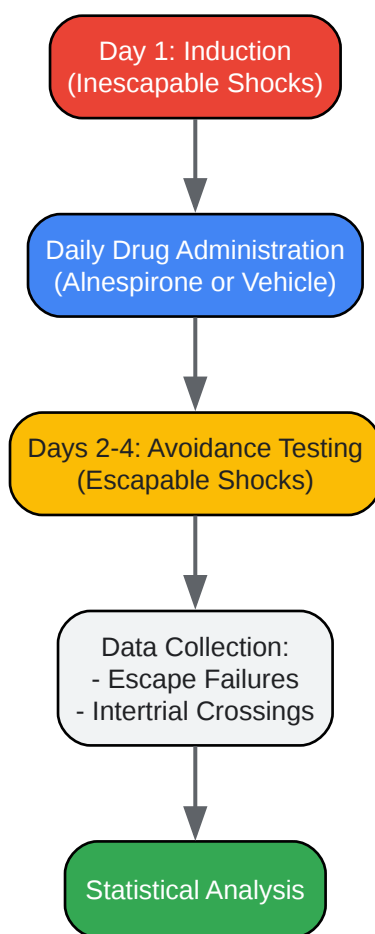 Day 1: Induction
(Inescapable Shocks)
Daily Drug Administration
(Alnespirone or Vehicle)
Days 2-4: Avoidance Testing
(Escapable Shocks)
Data Collection:
- Escape Failures
- Intertrial Crossings
Statistical Analysis